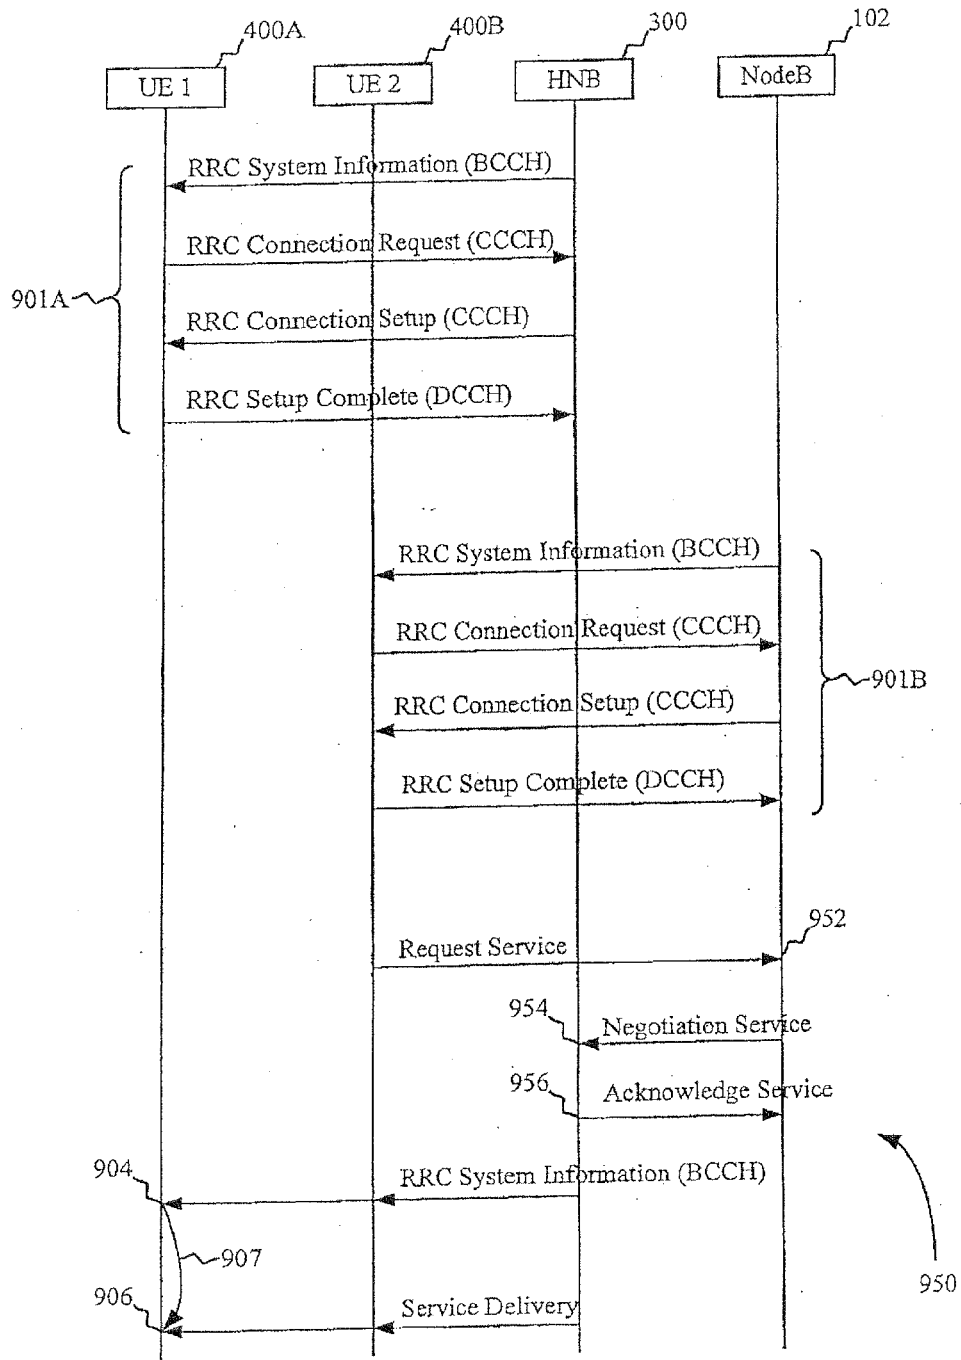 400A
400B
300
102
UE 1
UE 2
HNB
NodeB
RRC System Information (BCCH)
RRC Connection Request (CCCH)
901A
RRC Connection Setup (CCCH)
RRC Setup Complete (DCCH)
RRC System Information (BCCH)
RRC Connection Request (CCCH)
901B
RRC Connection Setup (CCCH)
RRC Setup Complete (DCCH)
952
Request Service
954
Negotiation Service
956
Acknowledge Service
904
RRC System Information (BCCH)
907
950
906
Service Delivery